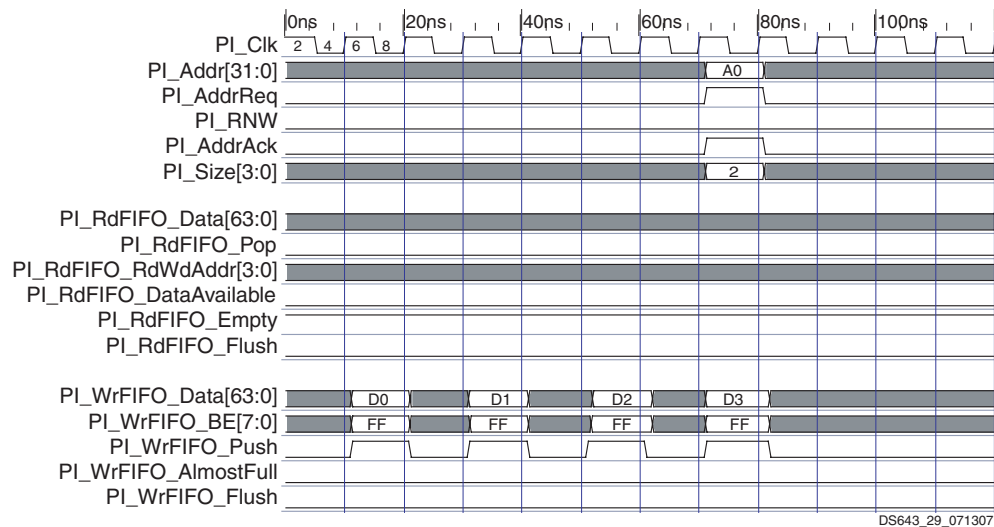 0ns 20ns 40ns 60ns 80ns 100ns
PI_Clk 2 4 6 8
PI_Addr[31:0] A0
PI_AddrReq
PI_RNW
PI_AddrAck
PI_Size[3:0] 2
PI_RdFIFO_Data[63:0]
PI_RdFIFO_Pop
PI_RdFIFO_RdWdAddr[3:0]
PI_RdFIFO_DataAvailable
PI_RdFIFO_Empty
PI_RdFIFO_Flush
PI_WrFIFO_Data[63:0] D0 D1 D2 D3
PI_WrFIFO_BE[7:0] FF FF FF FF
PI_WrFIFO_Push
PI_WrFIFO_AlmostFull
PI_WrFIFO_Flush
DS643_29_071307